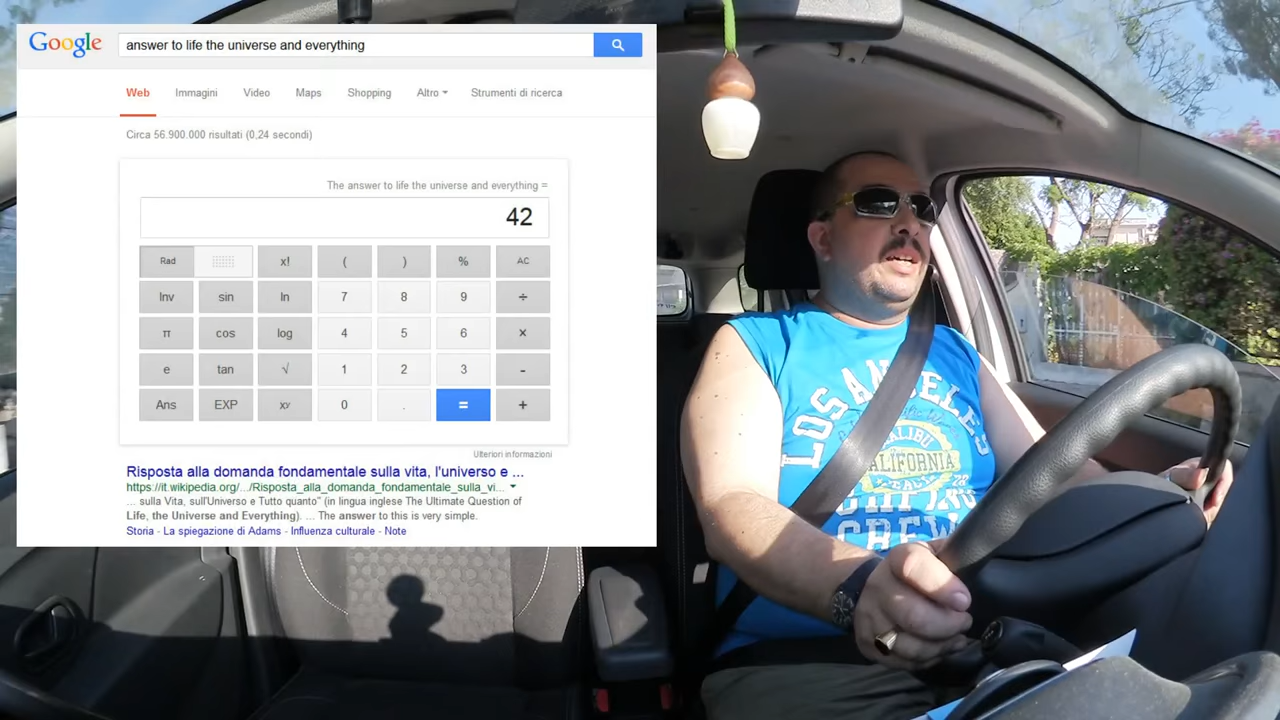 Google
answer to life the universe and everything
Web Immagini Video Maps Shopping Altro Strumenti di ricerca
Circa 56.900.000 risultati (0,24 secondi)
The answer to life the universe and everything =
42
Rad x! ( ) % AC
Inv sin ln 7 8 9 ÷
π cos log 4 5 6 ×
e tan √ 1 2 3 -
Ans EXP xʸ 0 . = +
Ulteriori informazioni
Risposta alla domanda fondamentale sulla vita, l'universo e ...
https://it.wikipedia.org/.../Risposta_alla_domanda_fondamentale_sulla_vi...
... sulla Vita, sull'Universo e Tutto quanto" (in lingua inglese The Ultimate Question of
Life, the Universe and Everything). ... The answer to this is very simple.
Storia - La spiegazione di Adams - Influenza culturale - Note
LOS ANGELES
MALIBU
CALIFORNIA
CREW